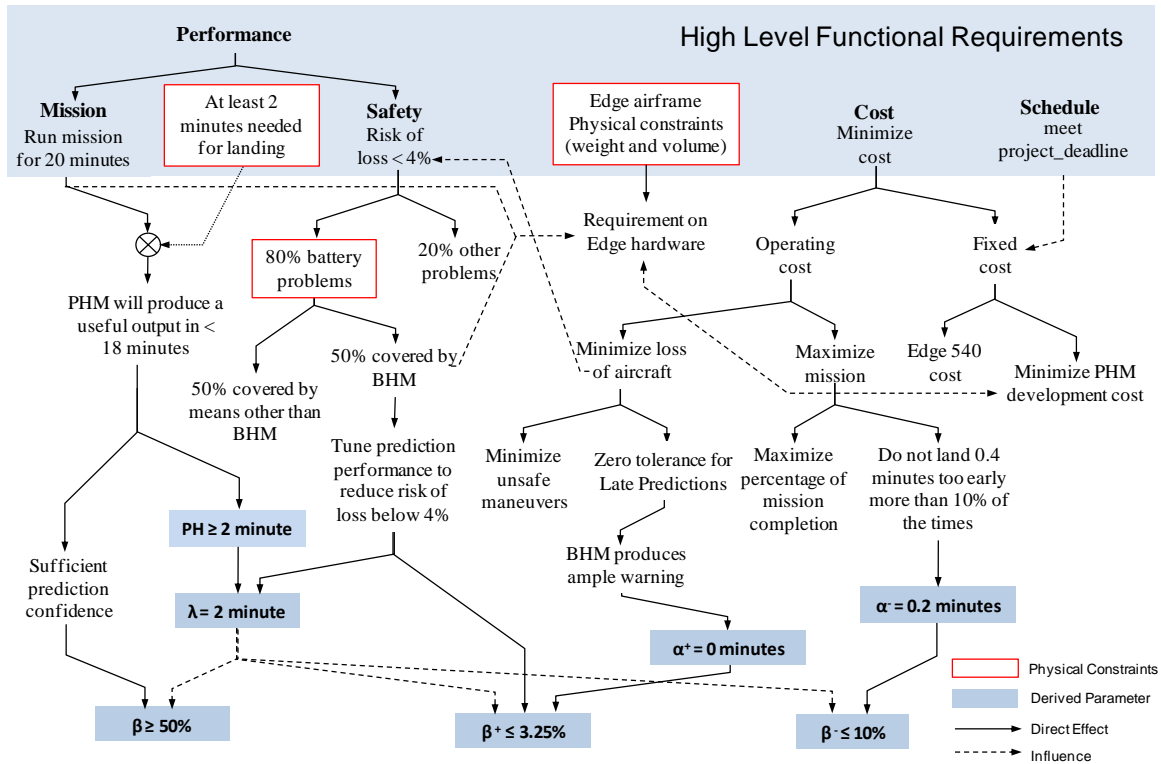 High Level Functional Requirements
Performance
Mission
Run mission
for 20 minutes
At least 2
minutes needed
for landing
Safety
Risk of
loss < 4%
Edge airframe
Physical constraints
(weight and volume)
Cost
Minimize
cost
Schedule
meet
project_deadline
80% battery
problems
20% other
problems
Requirement on
Edge hardware
Operating
cost
Fixed
cost
PHM will produce a
useful output in <
18 minutes
50% covered by
means other than
BHM
50% covered by
BHM
Minimize loss
of aircraft
Maximize
mission
Edge 540
cost
Minimize PHM
development cost
Tune prediction
performance to
reduce risk of
loss below 4%
Minimize
unsafe
maneuvers
Zero tolerance for
Late Predictions
Maximize
percentage of
mission
completion
Do not land 0.4
minutes too early
more than 10% of
the times
PH ≥ 2 minute
Sufficient
prediction
confidence
BHM produces
ample warning
λ = 2 minute
α⁻ = 0.2 minutes
α⁺ = 0 minutes
β ≥ 50%
β⁺ ≤ 3.25%
β⁻ ≤ 10%
Physical Constraints
Derived Parameter
Direct Effect
Influence